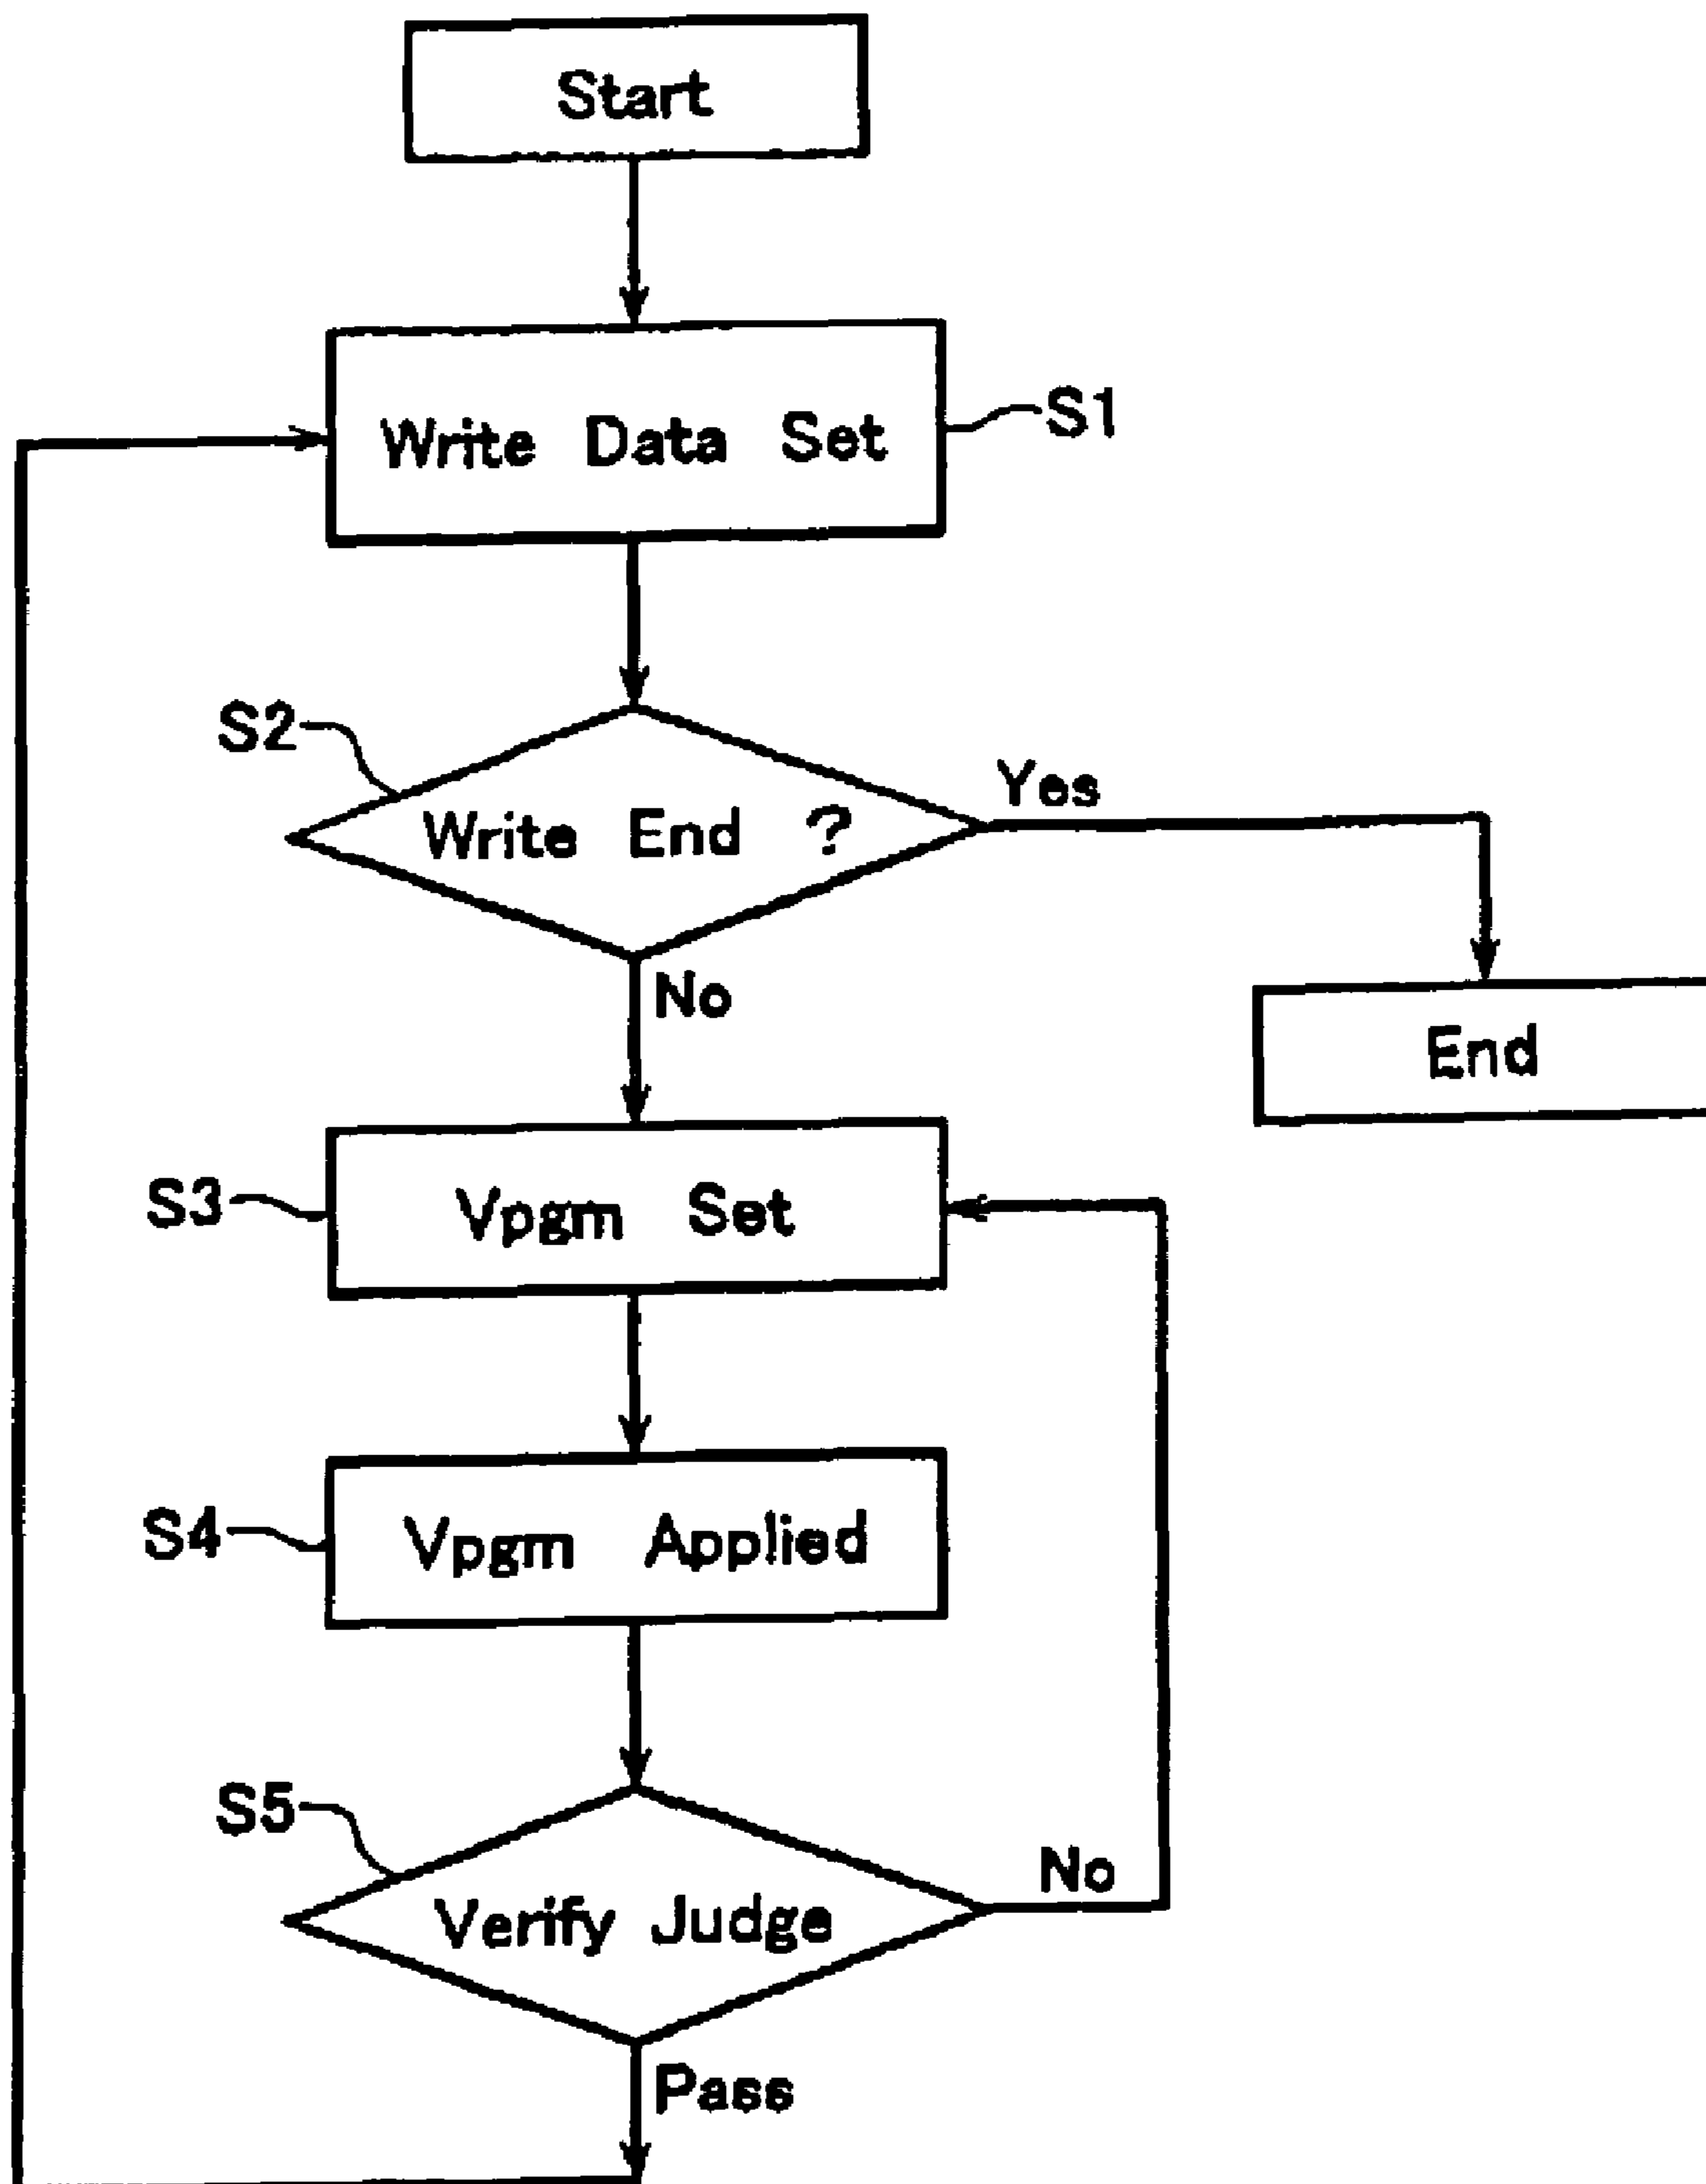 Start
Write Data Set
S1
S2
Write End ?
Yes
No
End
S3
Vpgm Set
S4
Vpgm Applied
S5
Verify Judge
No
Pass